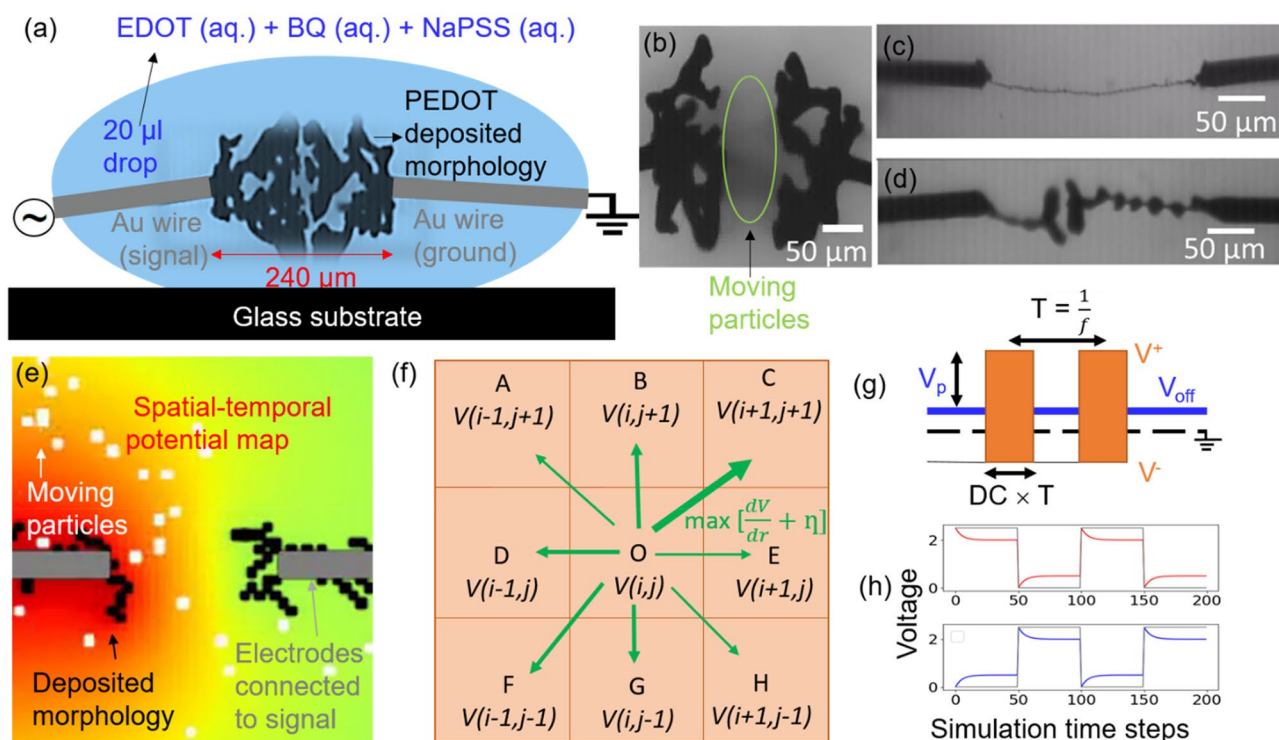 (a)
EDOT (aq.) + BQ (aq.) + NaPSS (aq.)
20 µl
drop
PEDOT
deposited
morphology
~
Au wire
(signal)
Au wire
(ground)
240 µm
Glass substrate
(b)
50 µm
Moving
particles
(c)
50 µm
(d)
50 µm
(e)
Spatial-temporal
potential map
Moving
particles
Deposited
morphology
Electrodes
connected
to signal
(f)
A
V(i-1,j+1)
B
V(i,j+1)
C
V(i+1,j+1)
max [dV/dr + η]
D
V(i-1,j)
O
V(i,j)
E
V(i+1,j)
F
V(i-1,j-1)
G
V(i,j-1)
H
V(i+1,j-1)
(g)
T = 1/f
Vp
V+
Voff
V-
DC × T
(h)
Voltage
2
0
0 50 100 150 200
2
0
0 50 100 150 200
Simulation time steps